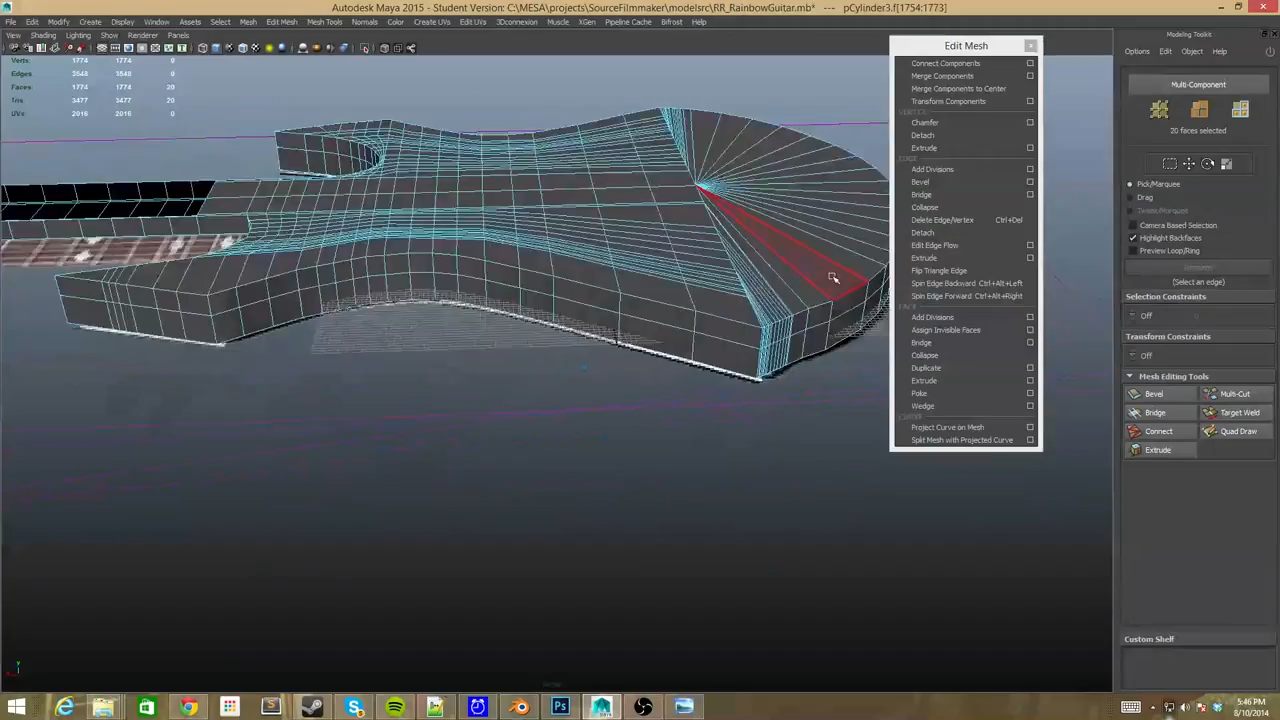 Autodesk Maya 2015 - Student Version: C:\MESA\projects\SourceFilmmaker\modelsrc\RR_RainbowGuitar.mb* --- pCylinder3.f[1754:1773]
File Edit Modify Create Display Window Assets Select Mesh Edit Mesh Mesh Tools Normals Color Create UVs Edit UVs 3Dconnexion Muscle XGen Pipeline Cache Bifrost Help
View Shading Lighting Show Renderer Panels
Verts: 1774 1774 0
Edges: 3548 3548 0
Faces: 1774 1774 20
Tris: 3477 3477 20
UVs: 2016 2016 0
Edit Mesh
Connect Components
Merge Components
Merge Components to Center
Transform Components
Chamfer
Detach
Extrude
EDGE
Add Divisions
Bevel
Bridge
Collapse
Delete Edge/Vertex Ctrl+Del
Detach
Edit Edge Flow
Extrude
Flip Triangle Edge
Spin Edge Backward Ctrl+Alt+Left
Spin Edge Forward Ctrl+Alt+Right
FACE
Add Divisions
Assign Invisible Faces
Bridge
Collapse
Duplicate
Extrude
Poke
Wedge
Project Curve on Mesh
Split Mesh with Projected Curve
Modeling Toolkit
Options Edit Object Help
Multi-Component
20 faces selected
Pick/Marquee
Drag
Camera Based Selection
Highlight Backfaces
Preview Loop/Ring
(Select an edge)
Selection Constraints
Off
Transform Constraints
Off
Mesh Editing Tools
Bevel Multi-Cut
Bridge Target Weld
Connect Quad Draw
Extrude
Custom Shelf
5:46 PM
8/10/2014